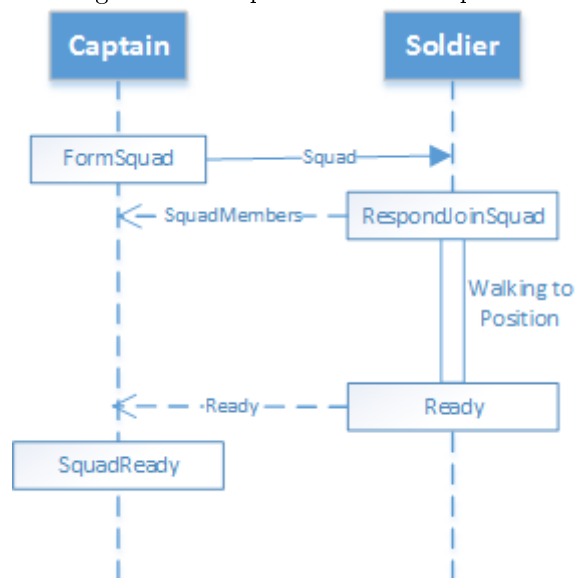 Captain
Soldier
FormSquad
Squad
SquadMembers
RespondJoinSquad
Walking to
Position
Ready
Ready
SquadReady